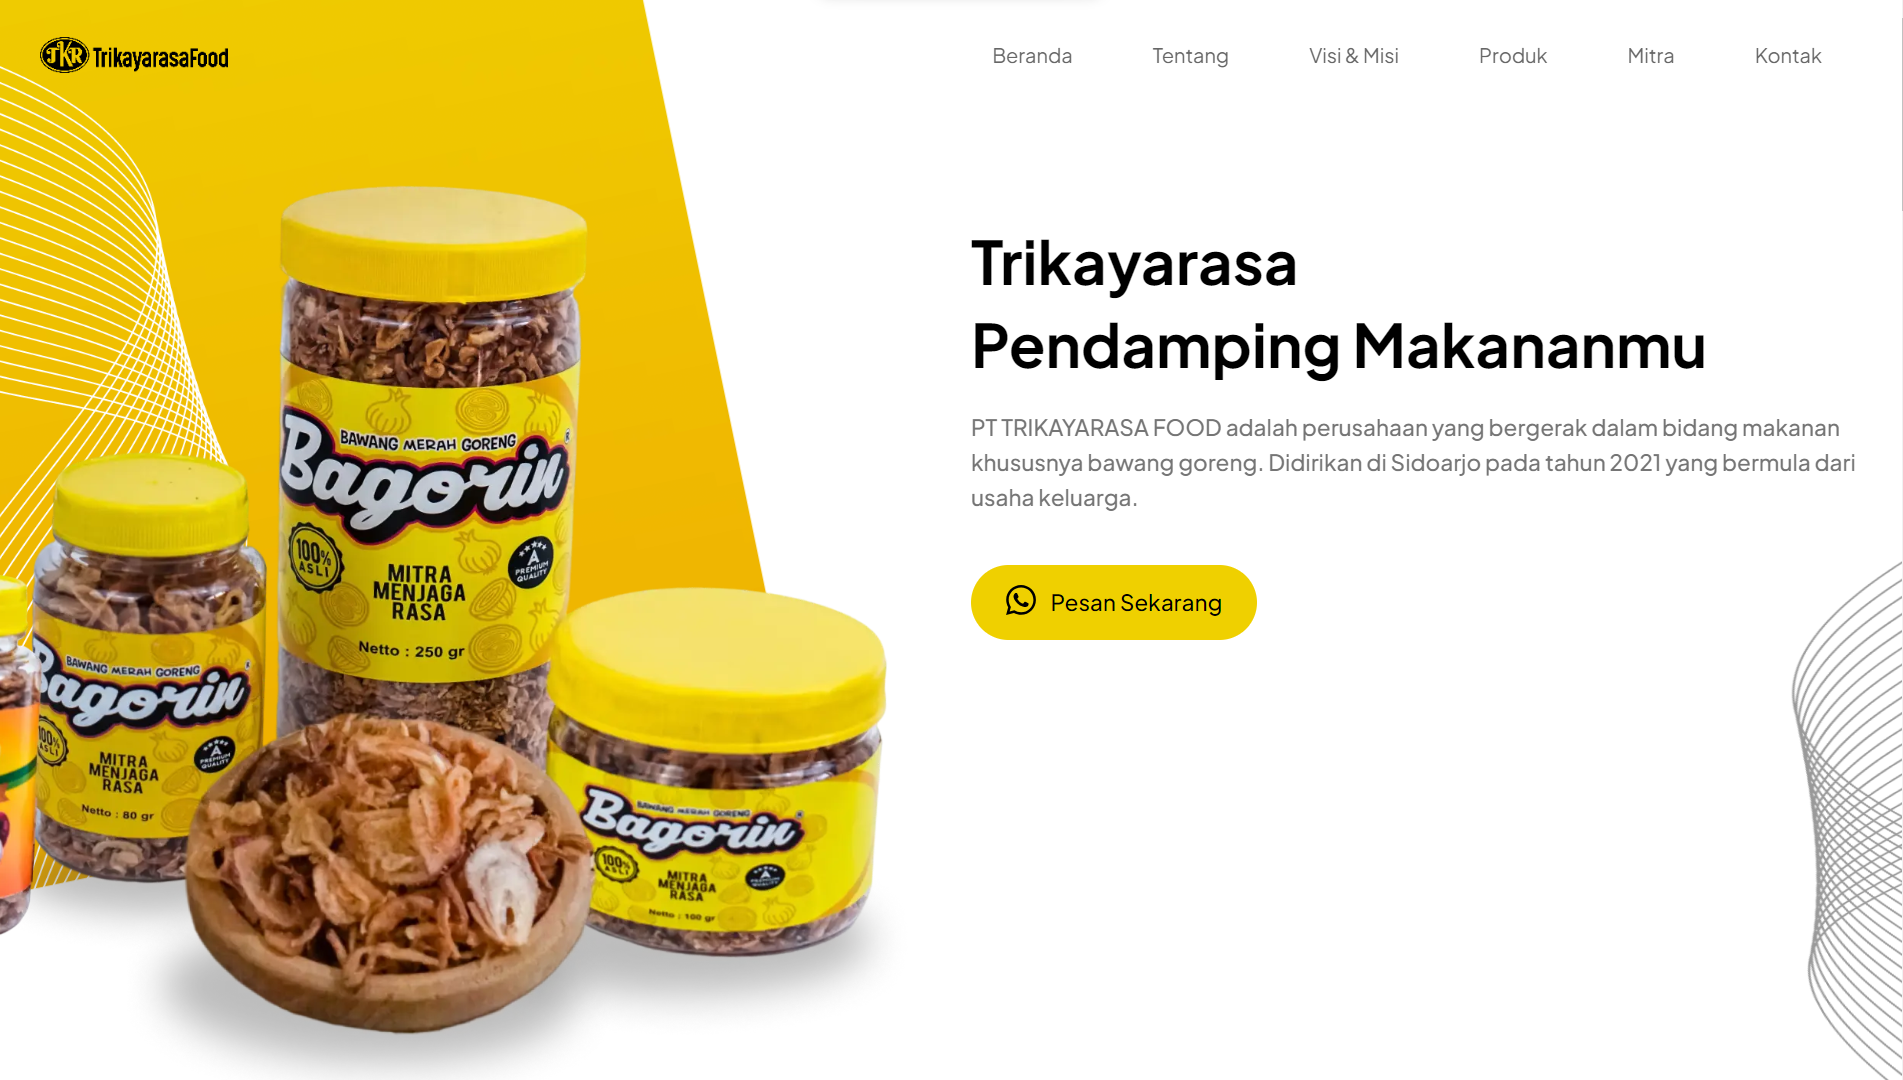 TKR TrikayarasaFood
Beranda
Tentang
Visi & Misi
Produk
Mitra
Kontak
Trikayarasa
Pendamping Makananmu
PT TRIKAYARASA FOOD adalah perusahaan yang bergerak dalam bidang makanan
khususnya bawang goreng. Didirikan di Sidoarjo pada tahun 2021 yang bermula dari
usaha keluarga.
Pesan Sekarang
BAWANG MERAH GORENG
Bagorin
100%
ASLI
A
PREMIUM
QUALITY
MITRA
MENJAGA
RASA
Netto : 250 gr
BAWANG MERAH GORENG
Bagorin
100%
ASLI
A
PREMIUM
QUALITY
MITRA
MENJAGA
RASA
Netto : 80 gr
BAWANG MERAH GORENG
Bagorin
100%
ASLI
A
PREMIUM
QUALITY
MITRA
MENJAGA
RASA
Netto : 100 gr